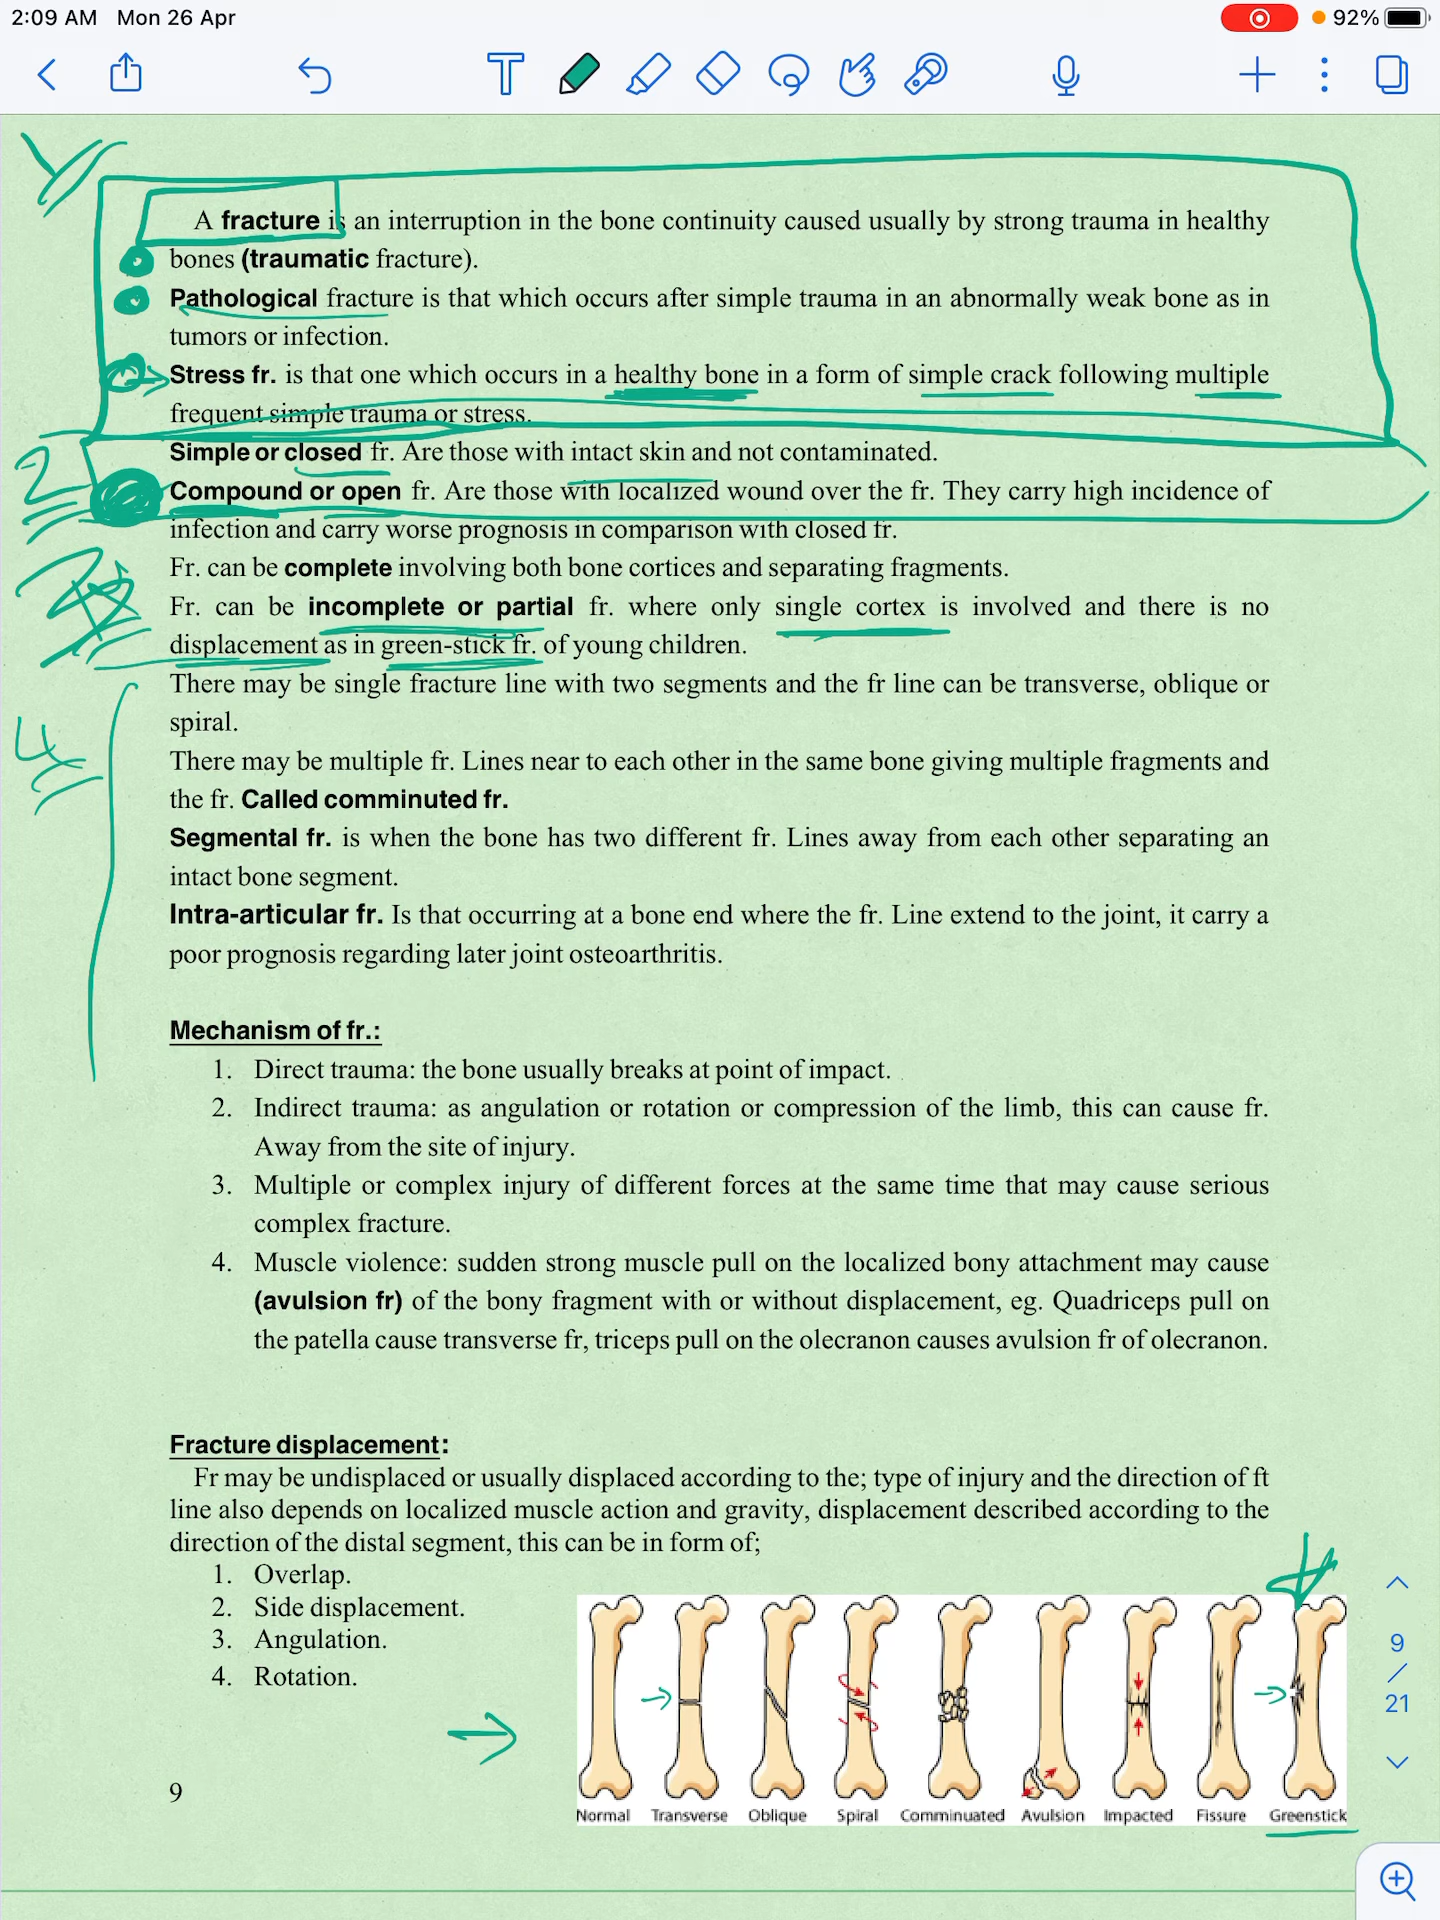 2:09 AM Mon 26 Apr
92%
A fracture is an interruption in the bone continuity caused usually by strong trauma in healthy
bones (traumatic fracture).
Pathological fracture is that which occurs after simple trauma in an abnormally weak bone as in
tumors or infection.
Stress fr. is that one which occurs in a healthy bone in a form of simple crack following multiple
frequent simple trauma or stress.
2
Simple or closed fr. Are those with intact skin and not contaminated.
Compound or open fr. Are those with localized wound over the fr. They carry high incidence of
infection and carry worse prognosis in comparison with closed fr.
Fr. can be complete involving both bone cortices and separating fragments.
Fr. can be incomplete or partial fr. where only single cortex is involved and there is no
displacement as in green-stick fr. of young children.
There may be single fracture line with two segments and the fr line can be transverse, oblique or
spiral.
4
There may be multiple fr. Lines near to each other in the same bone giving multiple fragments and
the fr. Called comminuted fr.
Segmental fr. is when the bone has two different fr. Lines away from each other separating an
intact bone segment.
Intra-articular fr. Is that occurring at a bone end where the fr. Line extend to the joint, it carry a
poor prognosis regarding later joint osteoarthritis.
Mechanism of fr.:
1. Direct trauma: the bone usually breaks at point of impact.
2. Indirect trauma: as angulation or rotation or compression of the limb, this can cause fr.
Away from the site of injury.
3. Multiple or complex injury of different forces at the same time that may cause serious
complex fracture.
4. Muscle violence: sudden strong muscle pull on the localized bony attachment may cause
(avulsion fr) of the bony fragment with or without displacement, eg. Quadriceps pull on
the patella cause transverse fr, triceps pull on the olecranon causes avulsion fr of olecranon.
Fracture displacement:
Fr may be undisplaced or usually displaced according to the; type of injury and the direction of ft
line also depends on localized muscle action and gravity, displacement described according to the
direction of the distal segment, this can be in form of;
1. Overlap.
2. Side displacement.
3. Angulation.
4. Rotation.
9
/
21
9
Normal Transverse Oblique Spiral Comminuated Avulsion Impacted Fissure Greenstick